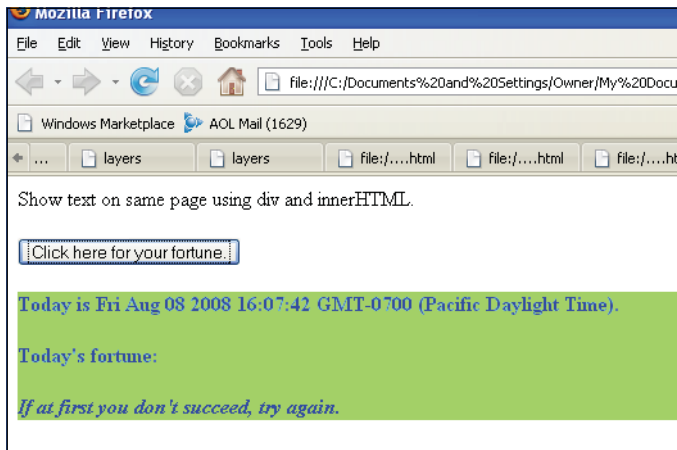 Mozilla Firefox
File Edit View History Bookmarks Tools Help
file:///C:/Documents%20and%20Settings/Owner/My%20Docu
Windows Marketplace AOL Mail (1629)
... layers layers file:/....html file:/....html file:/....ht
Show text on same page using div and innerHTML.
Click here for your fortune.
Today is Fri Aug 08 2008 16:07:42 GMT-0700 (Pacific Daylight Time).
Today's fortune:
If at first you don't succeed, try again.